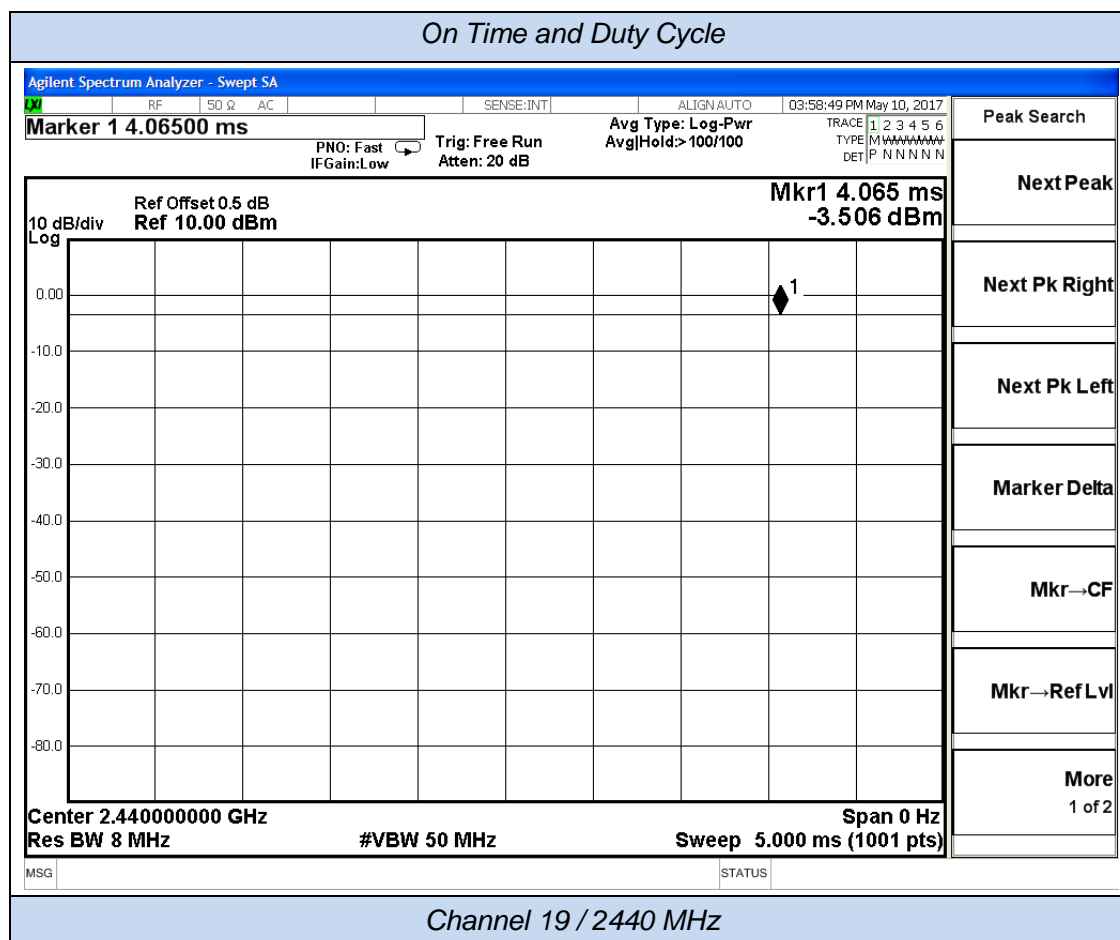 On Time and Duty Cycle
Agilent Spectrum Analyzer - Swept SA
LXI RF 50 Ω AC SENSE:INT ALIGN AUTO 03:58:49 PM May 10, 2017
Marker 1 4.06500 ms
PNO: Fast
IFGain:Low
Trig: Free Run
Atten: 20 dB
Avg Type: Log-Pwr
Avg|Hold:>100/100
TRACE 1 2 3 4 5 6
TYPE M WWWWW
DET P N N N N N
Peak Search
Mkr1 4.065 ms
-3.506 dBm
Ref Offset 0.5 dB
10 dB/div Ref 10.00 dBm
Log
1
0.00
-10.0
-20.0
-30.0
-40.0
-50.0
-60.0
-70.0
-80.0
Center 2.440000000 GHz Span 0 Hz
Res BW 8 MHz #VBW 50 MHz Sweep 5.000 ms (1001 pts)
Next Peak
Next Pk Right
Next Pk Left
Marker Delta
Mkr→CF
Mkr→Ref Lvl
More
1 of 2
MSG STATUS
Channel 19 / 2440 MHz